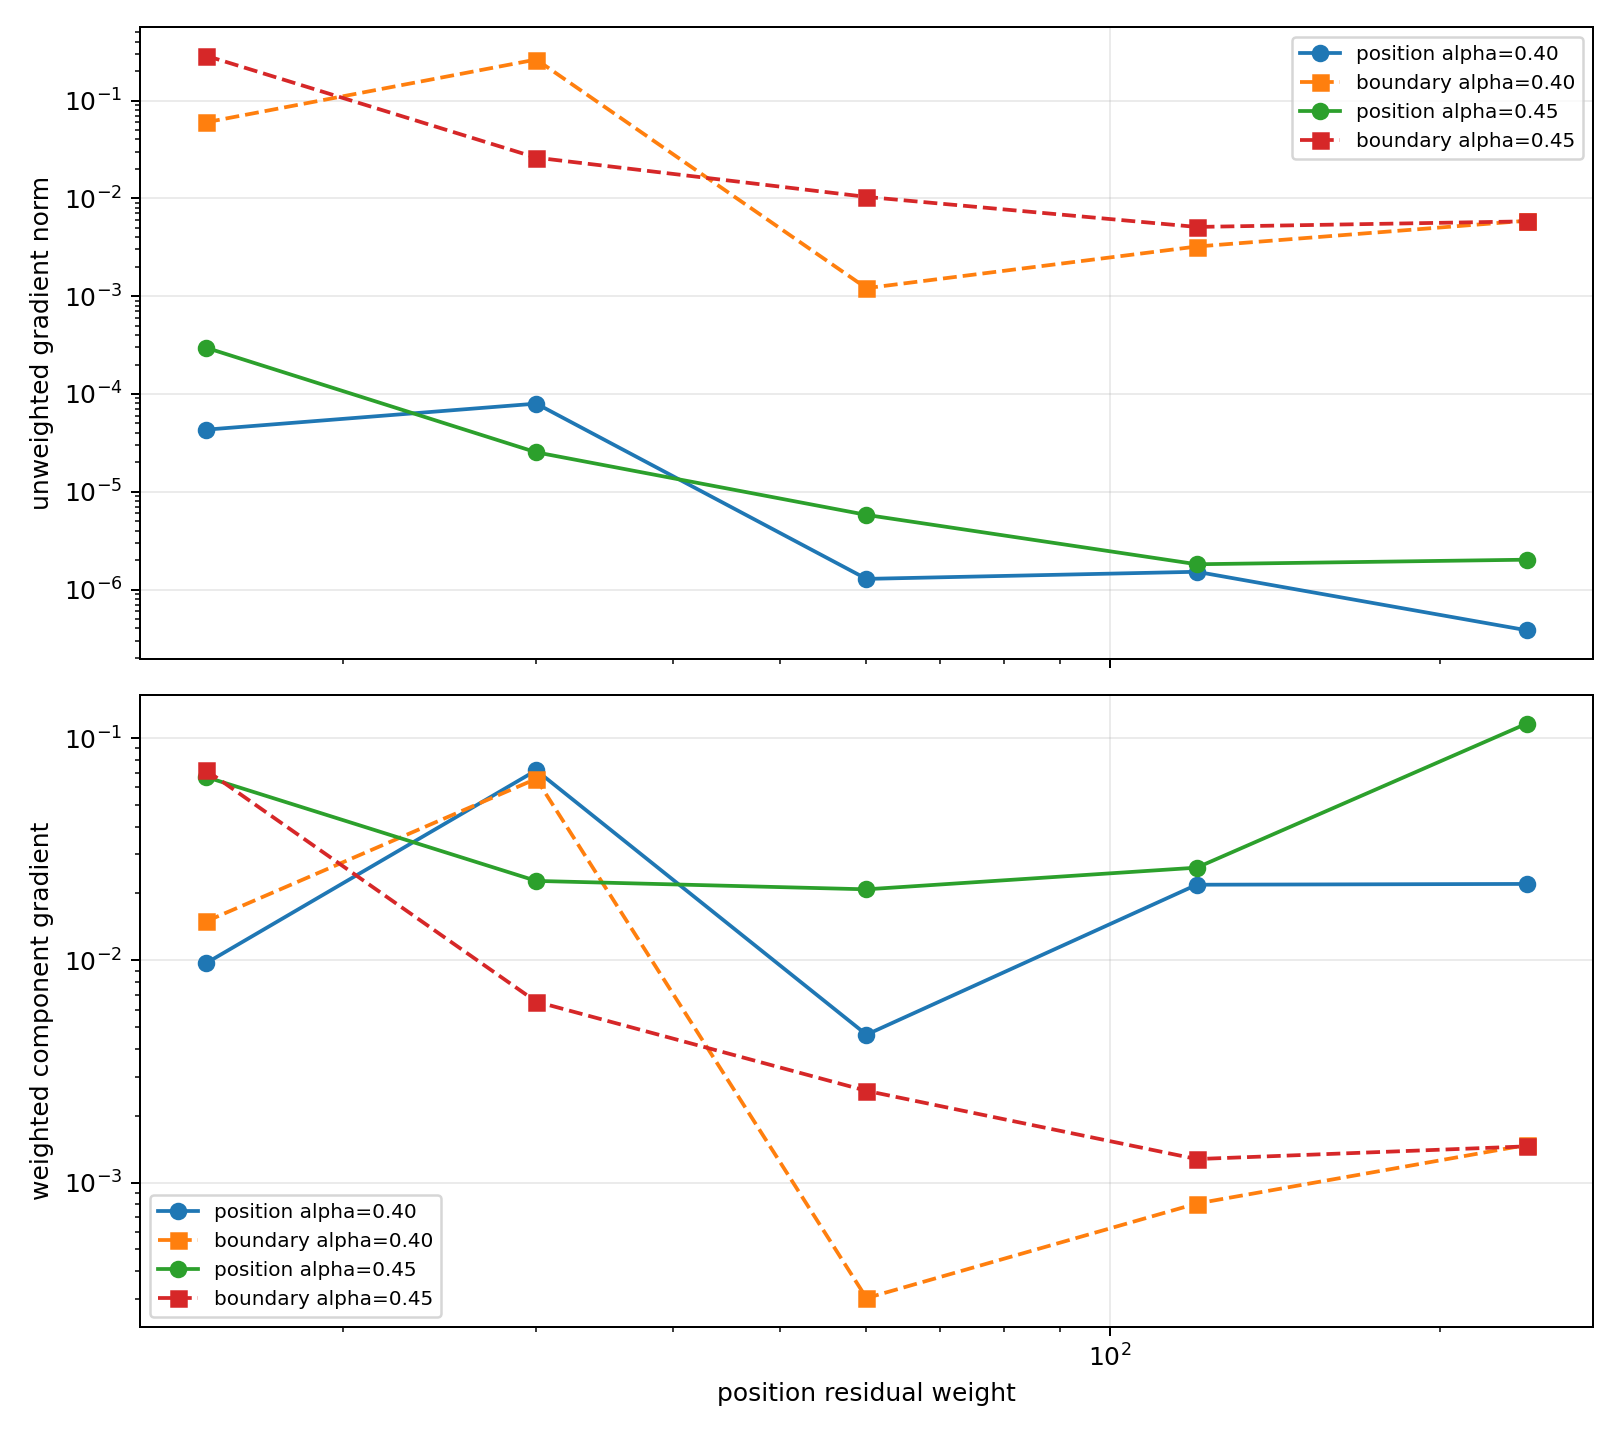 position alpha=0.40
boundary alpha=0.40
position alpha=0.45
boundary alpha=0.45
10⁻¹
10⁻²
10⁻³
10⁻⁴
10⁻⁵
10⁻⁶
unweighted gradient norm
10⁻¹
10⁻²
10⁻³
weighted component gradient
position alpha=0.40
boundary alpha=0.40
position alpha=0.45
boundary alpha=0.45
10²
position residual weight